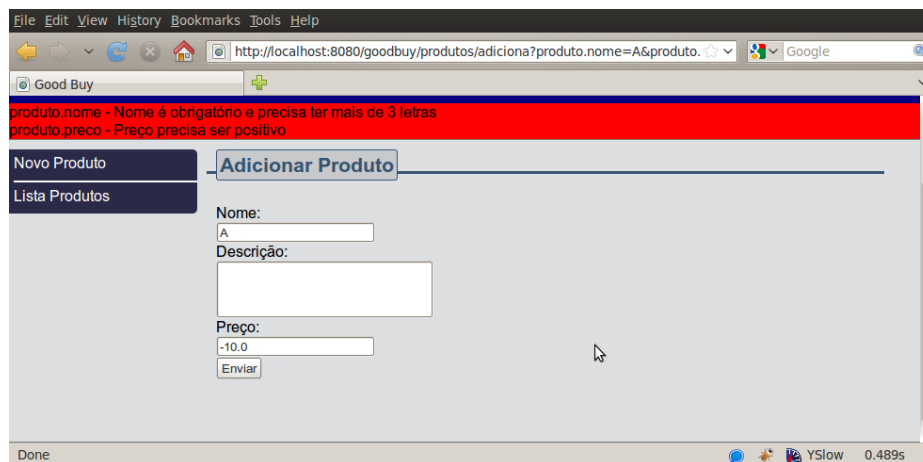 File Edit View History Bookmarks Tools Help
http://localhost:8080/goodbuy/produtos/adiciona?produto.nome=A&produto. Google
Good Buy
produto.nome - Nome é obrigatório e precisa ter mais de 3 letras
produto.preco - Preço precisa ser positivo
Novo Produto
Adicionar Produto
Lista Produtos
Nome:
A
Descrição:
Preço:
-10.0
Enviar
Done YSlow 0.489s